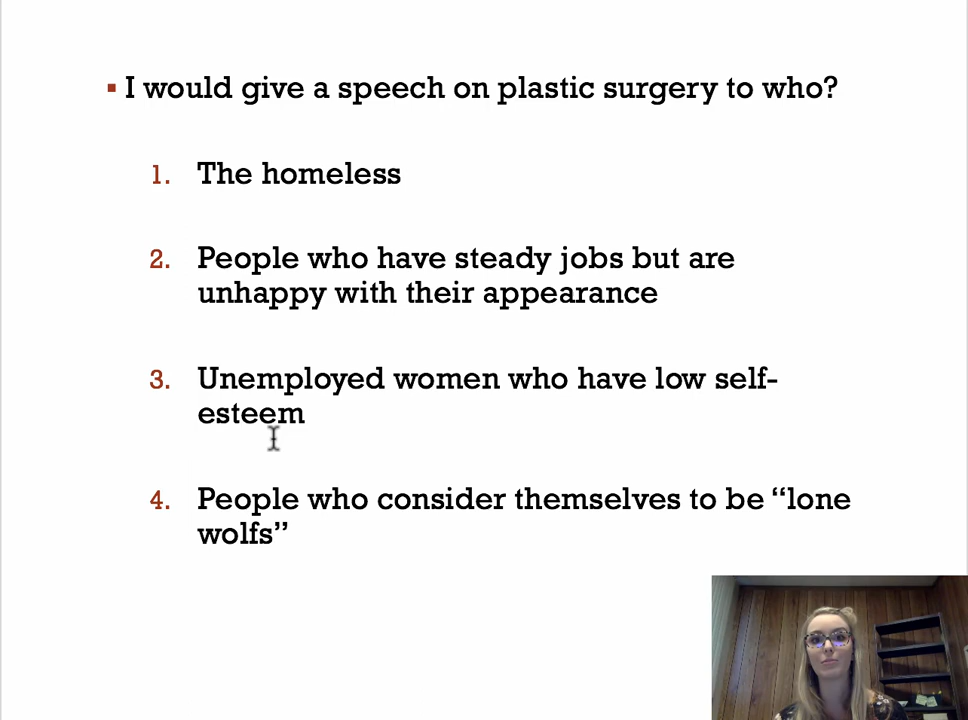 ▪ I would give a speech on plastic surgery to who?
1. The homeless
2. People who have steady jobs but are
unhappy with their appearance
3. Unemployed women who have low self-
esteem
4. People who consider themselves to be “lone
wolfs”